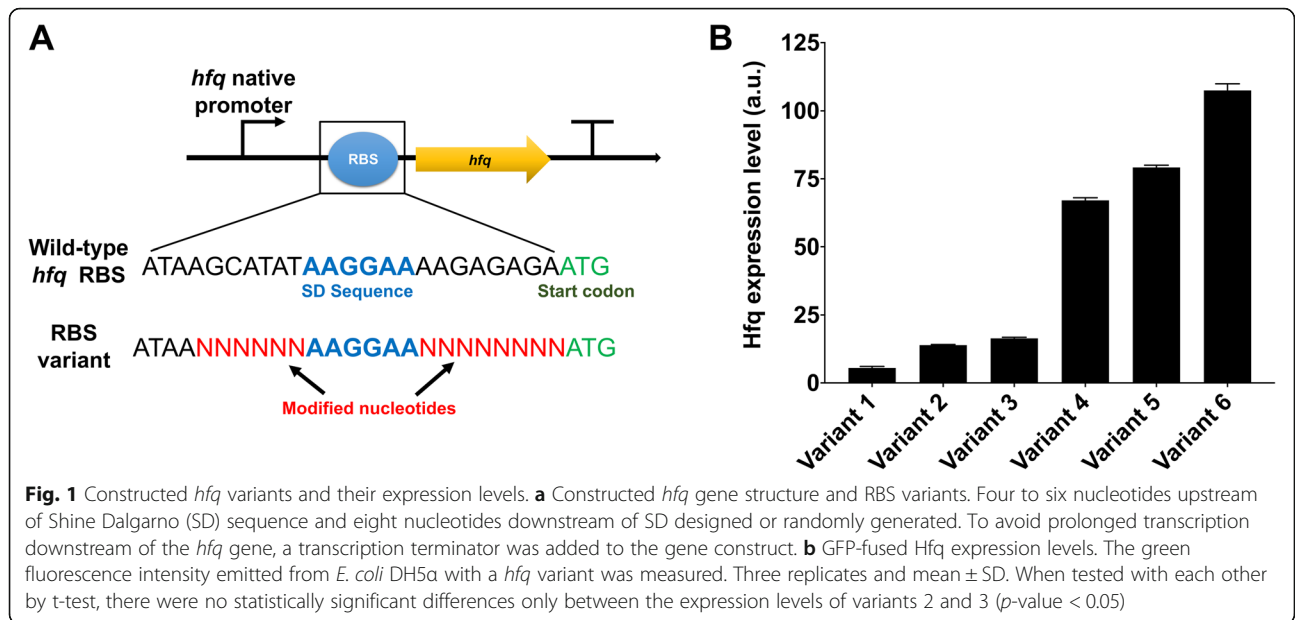 A
hfq native
promoter
RBS
hfq
Wild-type
hfq RBS
ATAAGCATATAAGGAAAAGAGAGAATG
SD Sequence
Start codon
RBS
variant
ATAANNNNNNAAGGAANNNNNNNNATG
Modified nucleotides
B
Hfq expression level (a.u.)
125
100
75
50
25
0
Variant 1
Variant 2
Variant 3
Variant 4
Variant 5
Variant 6
Fig. 1 Constructed hfq variants and their expression levels. a Constructed hfq gene structure and RBS variants. Four to six nucleotides upstream
of Shine Dalgarno (SD) sequence and eight nucleotides downstream of SD designed or randomly generated. To avoid prolonged transcription
downstream of the hfq gene, a transcription terminator was added to the gene construct. b GFP-fused Hfq expression levels. The green
fluorescence intensity emitted from E. coli DH5α with a hfq variant was measured. Three replicates and mean ± SD. When tested with each other
by t-test, there were no statistically significant differences only between the expression levels of variants 2 and 3 (p-value < 0.05)